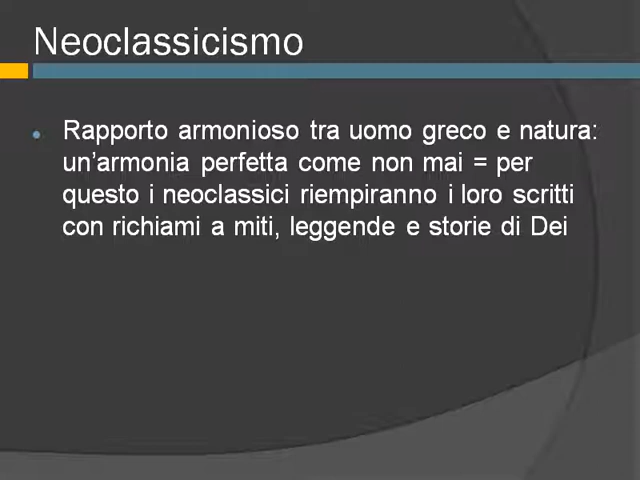 Neoclassicismo
Rapporto armonioso tra uomo greco e natura:
un’armonia perfetta come non mai = per
questo i neoclassici riempiranno i loro scritti
con richiami a miti, leggende e storie di Dei